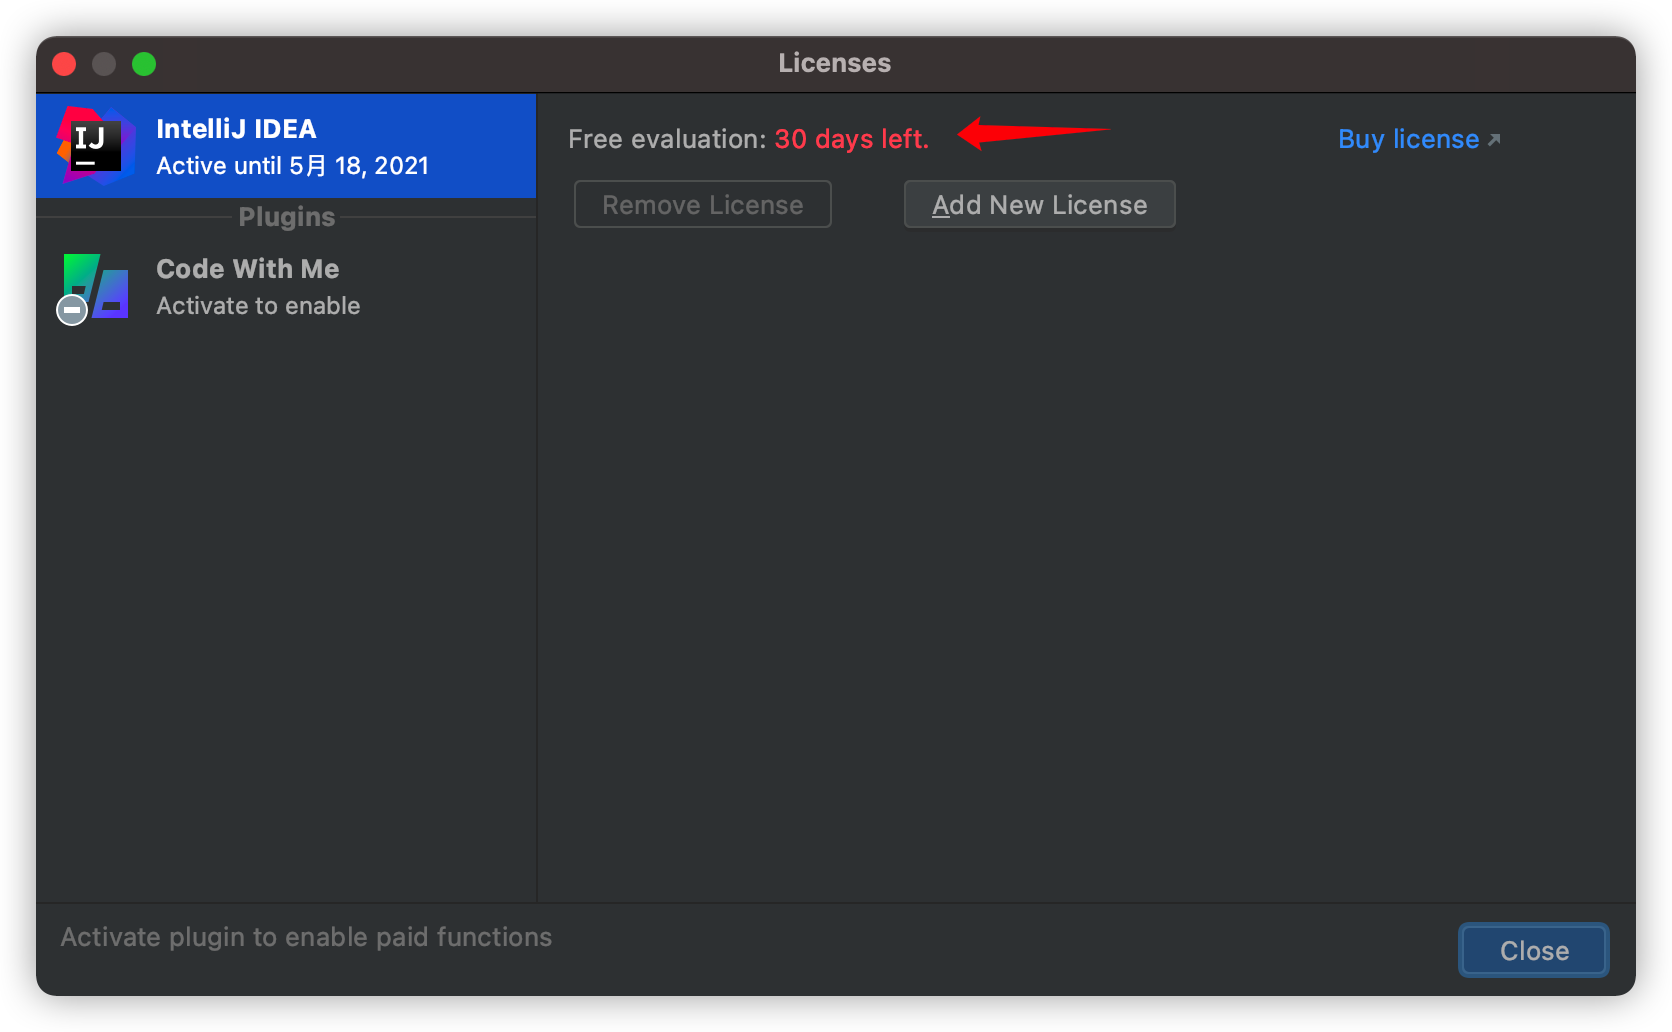 Licenses
IJ
IntelliJ IDEA
Active until 5月 18, 2021
Plugins
Code With Me
Activate to enable
Free evaluation: 30 days left.
Buy license
Remove License
Add New License
Activate plugin to enable paid functions
Close